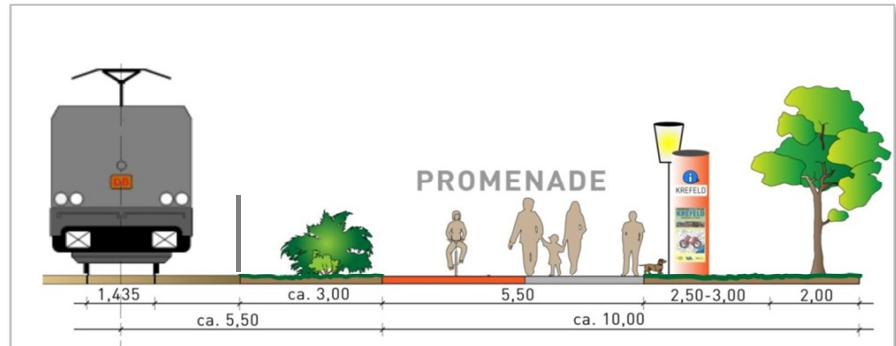 PROMENADE
DB
i
KREFELD
KREFELD
1,435
ca. 3,00
5,50
2,50-3,00
2,00
ca. 5,50
ca. 10,00